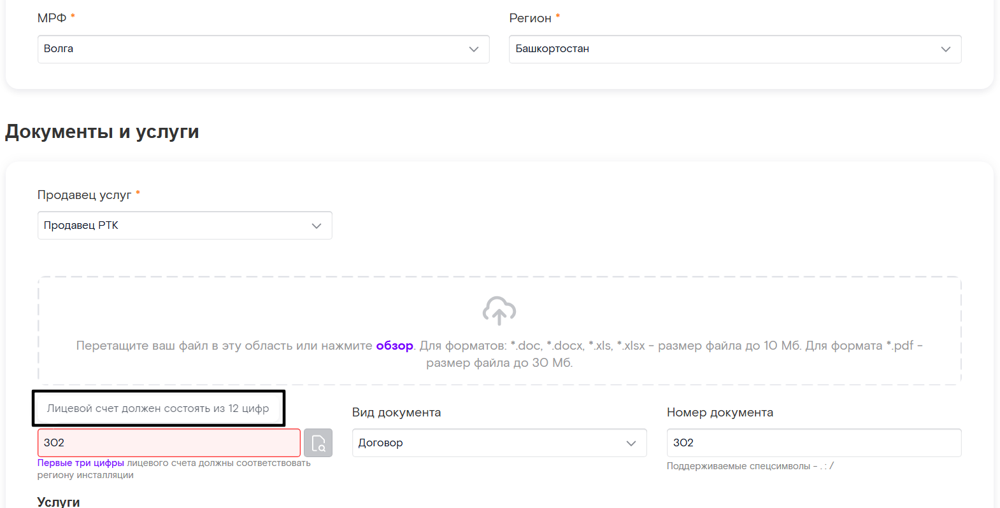 МРФ *
Регион *
Волга
Башкортостан
Документы и услуги
Продавец услуг *
Продавец РТК
Перетащите ваш файл в эту область или нажмите обзор. Для форматов: *.doc, *.docx, *.xls, *.xlsx - размер файла до 10 Мб. Для формата *.pdf -
размер файла до 30 Мб.
Лицевой счет должен состоять из 12 цифр
Вид документа
Номер документа
302
Договор
302
Первые три цифры лицевого счета должны соответствовать
региону инсталляции
Поддерживаемые спецсимволы - . : /
Услуги